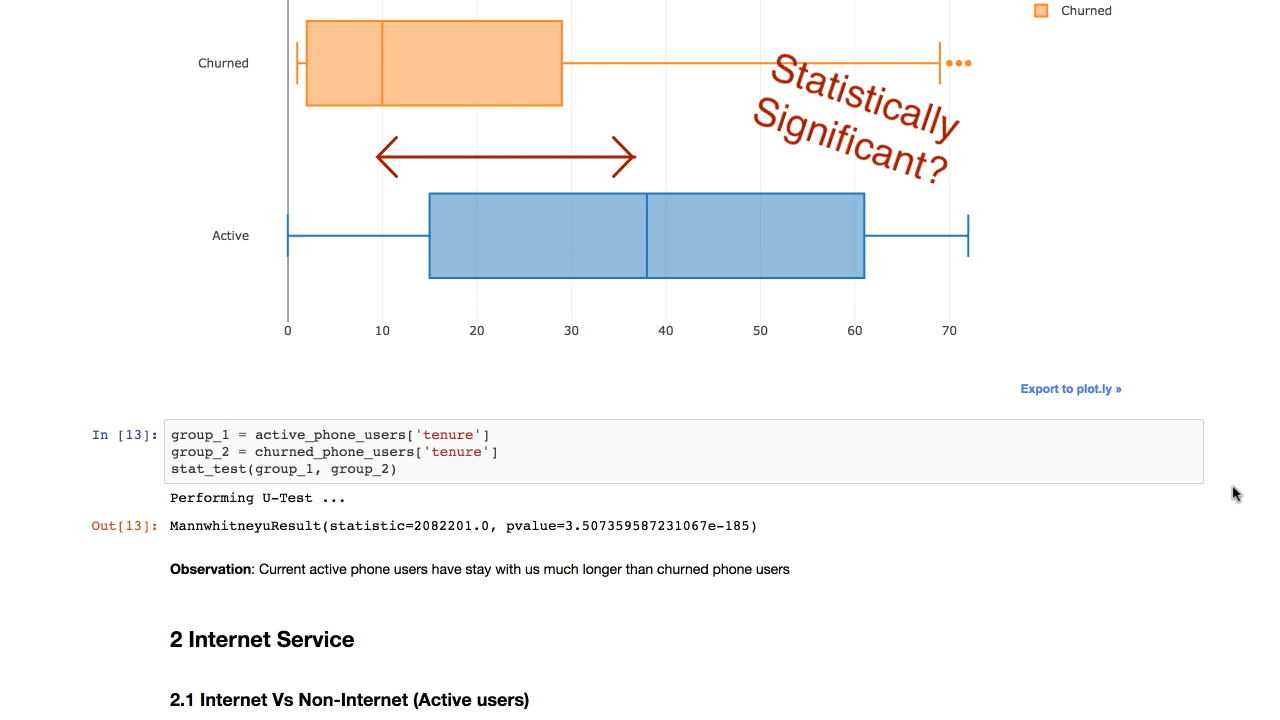 Churned
Churned
Statistically
Significant?
Active
0 10 20 30 40 50 60 70
Export to plot.ly »
In [13]: group_1 = active_phone_users['tenure']
group_2 = churned_phone_users['tenure']
stat_test(group_1, group_2)
Performing U-Test ...
Out[13]: MannwhitneyuResult(statistic=2082201.0, pvalue=3.507359587231067e-185)
Observation: Current active phone users have stay with us much longer than churned phone users
2 Internet Service
2.1 Internet Vs Non-Internet (Active users)